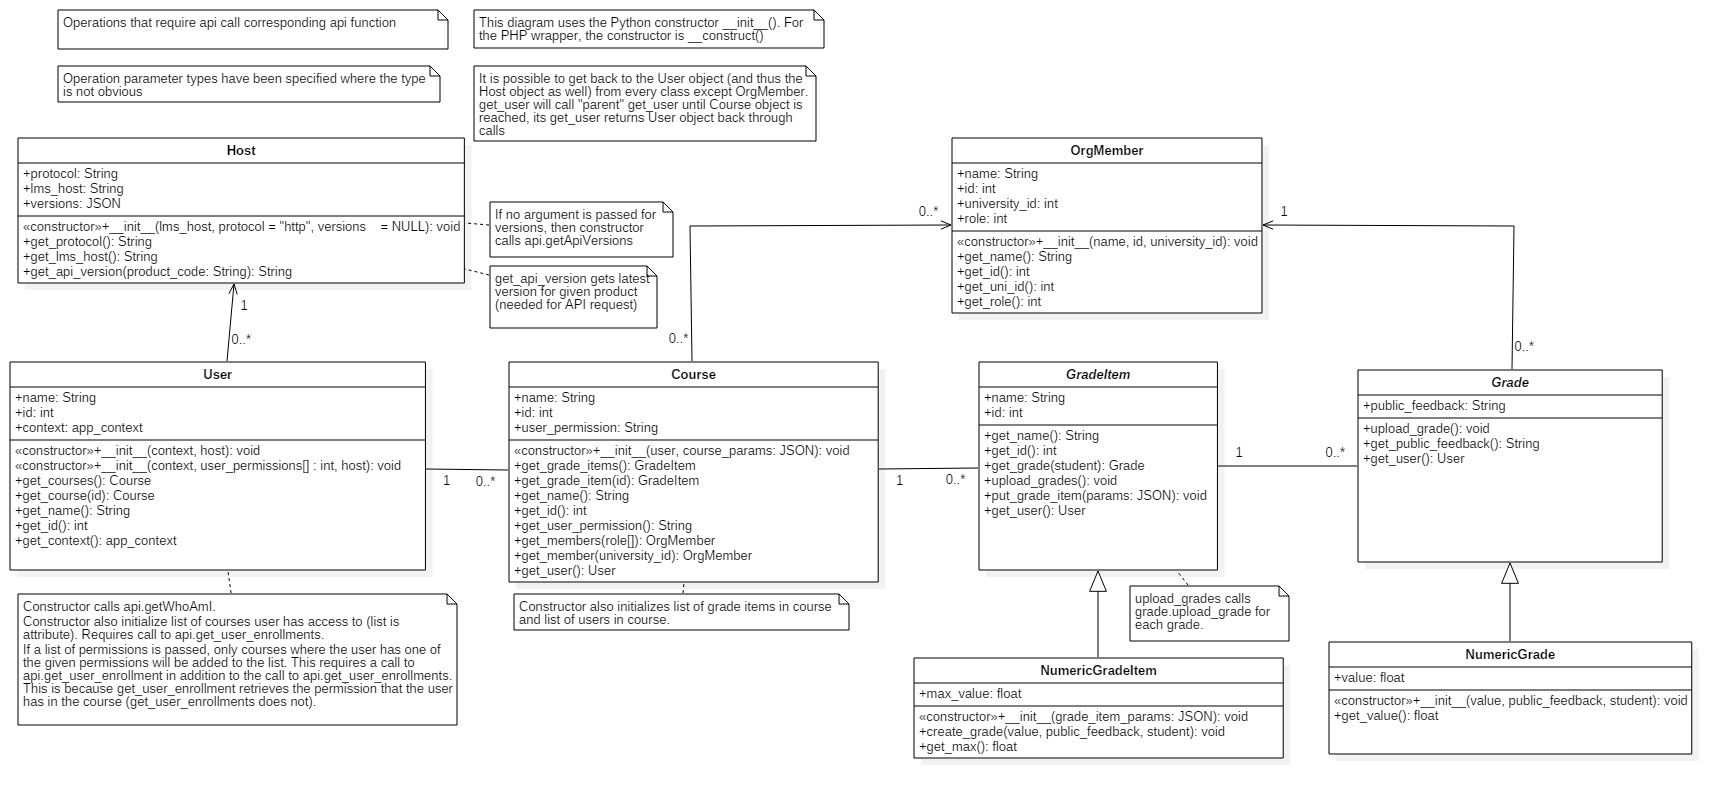 Operations that require api call corresponding api function
This diagram uses the Python constructor __init__(). For
the PHP wrapper, the constructor is __construct()
Operation parameter types have been specified where the type
is not obvious
It is possible to get back to the User object (and thus the
Host object as well) from every class except OrgMember.
get_user will call "parent" get_user until Course object is
reached, its get_user returns User object back through
calls
Host
+protocol: String
+lms_host: String
+versions: JSON
«constructor»+__init__(lms_host, protocol = "http", versions    = NULL): void
+get_protocol(): String
+get_lms_host(): String
+get_api_version(product_code: String): String
If no argument is passed for
versions, then constructor
calls api.getApiVersions
get_api_version gets latest
version for given product
(needed for API request)
OrgMember
+name: String
+id: int
+university_id: int
+role: int
«constructor»+__init__(name, id, university_id): void
+get_name(): String
+get_id(): int
+get_uni_id(): int
+get_role(): int
0..*
1
1
0..*
0..*
0..*
User
+name: String
+id: int
+context: app_context
«constructor»+__init__(context, host): void
«constructor»+__init__(context, user_permissions[] : int, host): void
+get_courses(): Course
+get_course(id): Course
+get_name(): String
+get_id(): int
+get_context(): app_context
1
0..*
Course
+name: String
+id: int
+user_permission: String
«constructor»+__init__(user, course_params: JSON): void
+get_grade_items(): GradeItem
+get_grade_item(id): GradeItem
+get_name(): String
+get_id(): int
+get_user_permission(): String
+get_members(role[]): OrgMember
+get_member(university_id): OrgMember
+get_user(): User
1
0..*
GradeItem
+name: String
+id: int
+get_name(): String
+get_id(): int
+get_grade(student): Grade
+upload_grades(): void
+put_grade_item(params: JSON): void
+get_user(): User
1
0..*
Grade
+public_feedback: String
+upload_grade(): void
+get_public_feedback(): String
+get_user(): User
Constructor calls api.getWhoAmI.
Constructor also initialize list of courses user has access to (list is
attribute). Requires call to api.get_user_enrollments.
If a list of permissions is passed, only courses where the user has one of
the given permissions will be added to the list. This requires a call to
api.get_user_enrollment in addition to the call to api.get_user_enrollments.
This is because get_user_enrollment retrieves the permission that the user
has in the course (get_user_enrollments does not).
Constructor also initializes list of grade items in course
and list of users in course.
upload_grades calls
grade.upload_grade for
each grade.
NumericGradeItem
+max_value: float
«constructor»+__init__(grade_item_params: JSON): void
+create_grade(value, public_feedback, student): void
+get_max(): float
NumericGrade
+value: float
«constructor»+__init__(value, public_feedback, student): void
+get_value(): float